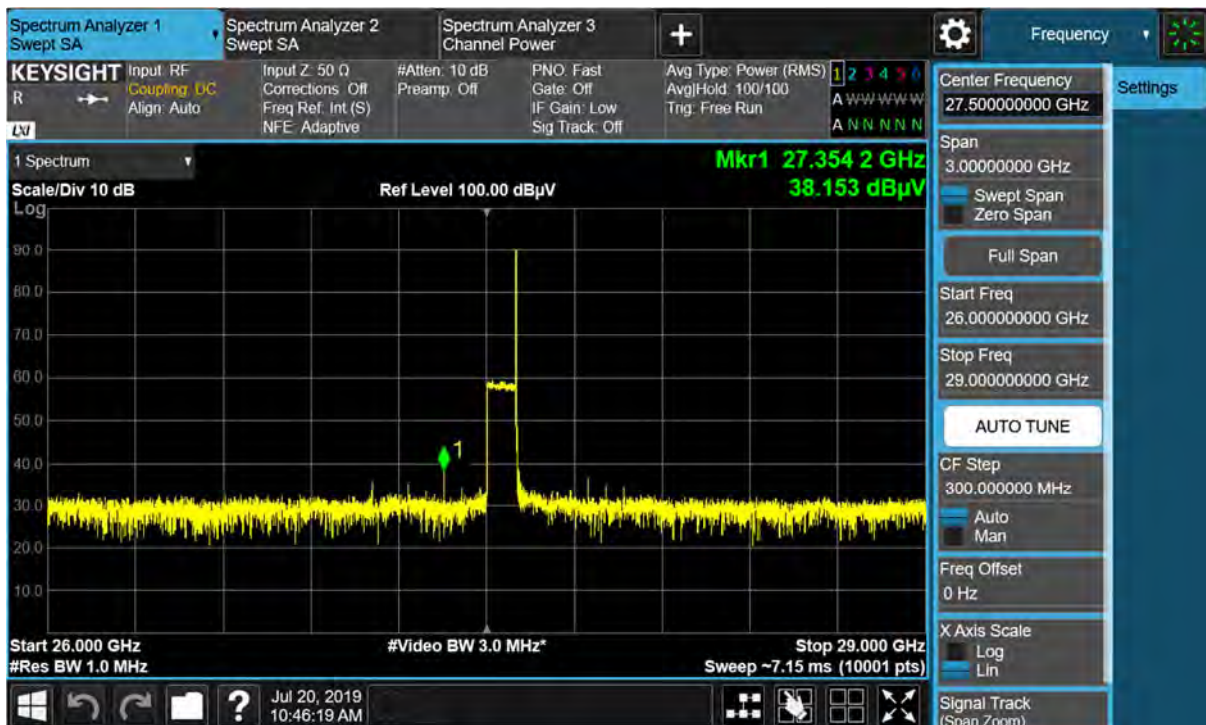 Spectrum Analyzer 1
Swept SA
Spectrum Analyzer 2
Swept SA
Spectrum Analyzer 3
Channel Power
+
Frequency
KEYSIGHT
R
LXI
Input: RF
Coupling: DC
Align: Auto
Input Z: 50 Ω
Corrections: Off
Freq Ref: Int (S)
NFE: Adaptive
#Atten: 10 dB
Preamp: Off
PNO: Fast
Gate: Off
IF Gain: Low
Sig Track: Off
Avg Type: Power (RMS)
Avg|Hold: 100/100
Trig: Free Run
1 2 3 4 5 6
A W W W W W
A N N N N N
Center Frequency
27.500000000 GHz
Settings
Span
3.00000000 GHz
Swept Span
Zero Span
Full Span
Start Freq
26.000000000 GHz
Stop Freq
29.000000000 GHz
AUTO TUNE
CF Step
300.000000 MHz
Auto
Man
Freq Offset
0 Hz
X Axis Scale
Log
Lin
Signal Track
(Span Zoom)
1 Spectrum
Mkr1 27.354 2 GHz
Scale/Div 10 dB
Ref Level 100.00 dBµV
38.153 dBµV
Log
90.0
80.0
70.0
60.0
50.0
40.0
30.0
20.0
10.0
1
Start 26.000 GHz
#Video BW 3.0 MHz*
Stop 29.000 GHz
#Res BW 1.0 MHz
Sweep ~7.15 ms (10001 pts)
?
Jul 20, 2019
10:46:19 AM